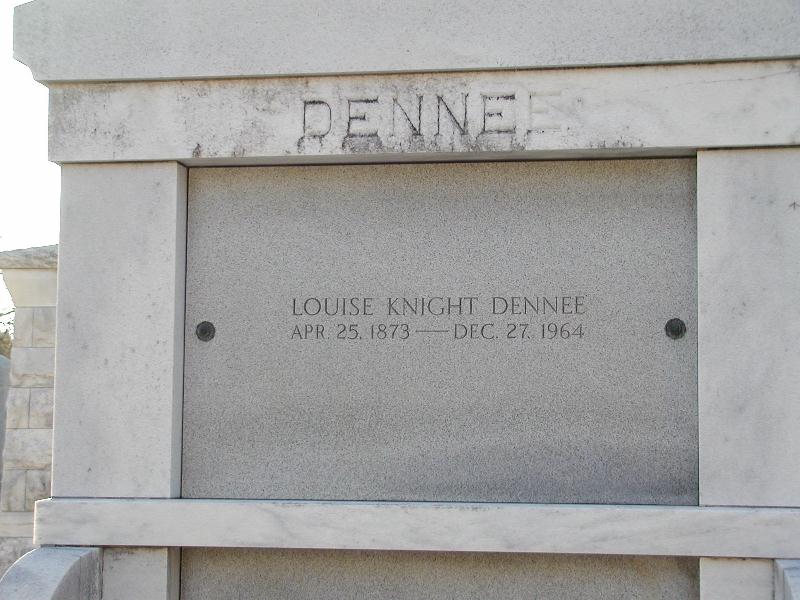 DENNEE
LOUISE KNIGHT DENNEE
APR. 25, 1873 — DEC. 27, 1964